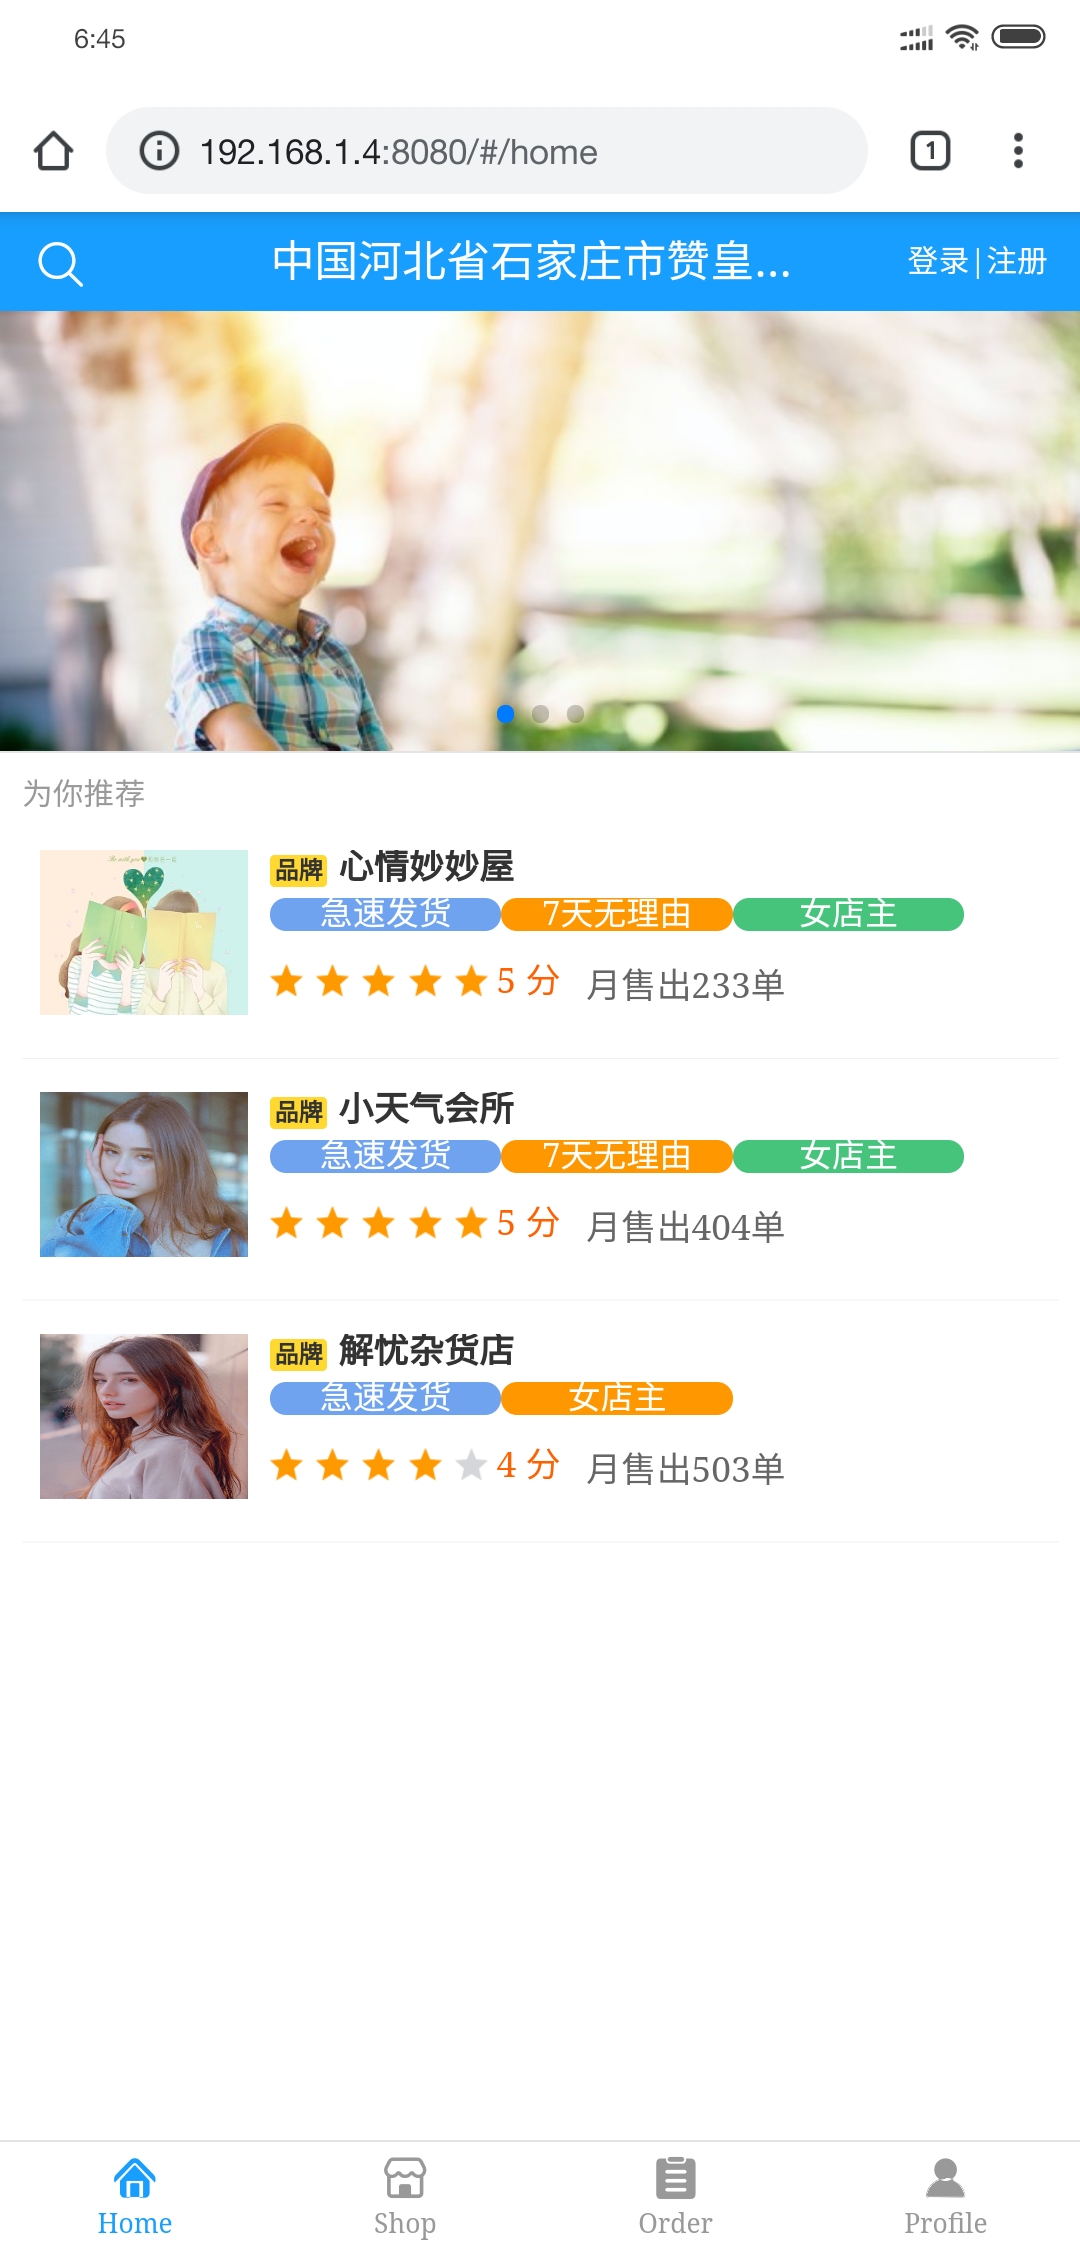 6:45
192.168.1.4:8080/#/home
1
中国河北省石家庄市赞皇...
登录|注册
为你推荐
品牌 心情妙妙屋
急速发货 7天无理由 女店主
5 分 月售出233单
品牌 小天气会所
急速发货 7天无理由 女店主
5 分 月售出404单
品牌 解忧杂货店
急速发货 女店主
4 分 月售出503单
Home Shop Order Profile